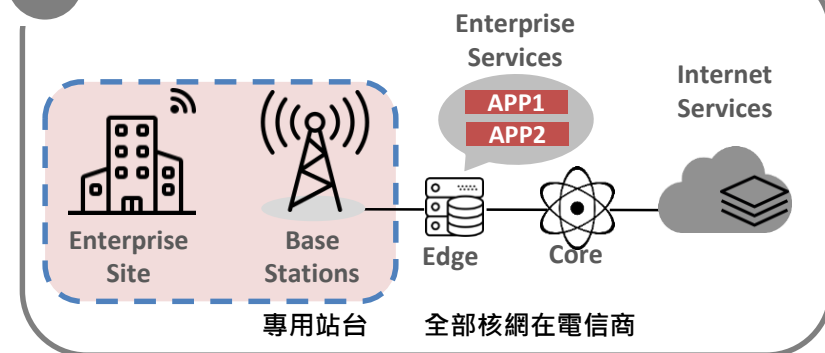 Enterprise
Services
APP1
APP2
Internet
Services
Enterprise
Site
Base
Stations
Edge
Core
專用站台
全部核網在電信商